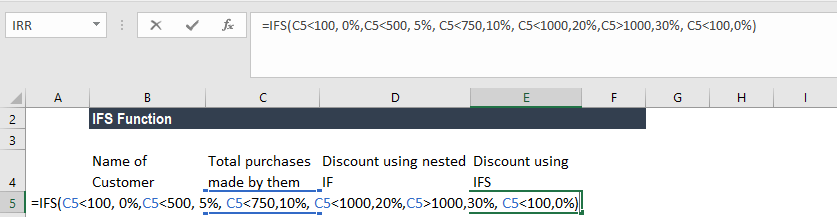 IRR
fx
=IFS(C5<100, 0%,C5<500, 5%, C5<750,10%, C5<1000,20%,C5>1000,30%, C5<100,0%)
A B C D E F G H I
2 IFS Function
3
Name of Total purchases Discount using nested Discount using
4 Customer made by them IF IFS
5 =IFS(C5<100, 0%,C5<500, 5%, C5<750,10%, C5<1000,20%,C5>1000,30%, C5<100,0%)